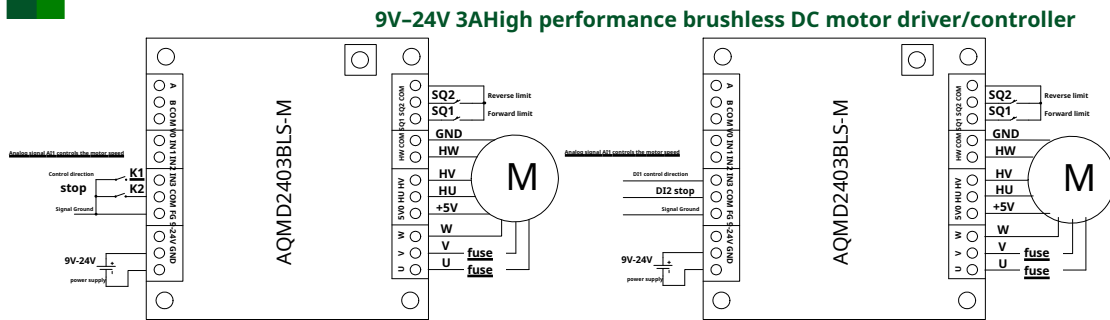 9V–24V 3AHigh performance brushless DC motor driver/controller
A
B COM V0 IN1 IN2 IN3 COM FG 9-24V GND
AQMD2403BLS-M
SQ1 SQ2 COM
HW COM
5V0 HU HV
W
V
U
SQ2
Reverse limit
SQ1
Forward limit
GND
HW
HV
HU
+5V
W
V
fuse
U
fuse
M
Analog signal AI1 controls the motor speed
Control direction
K1
stop
K2
Signal Ground
9V-24V
power supply
A
B COM V0 IN1 IN2 IN3 COM FG 9-24V GND
AQMD2403BLS-M
SQ1 SQ2 COM
HW COM
5V0 HU HV
W
V
U
SQ2
Reverse limit
SQ1
Forward limit
GND
HW
HV
HU
+5V
W
V
fuse
U
fuse
M
Analog signal AI1 controls the motor speed
DI1 control direction
DI2 stop
Signal Ground
9V-24V
power supply